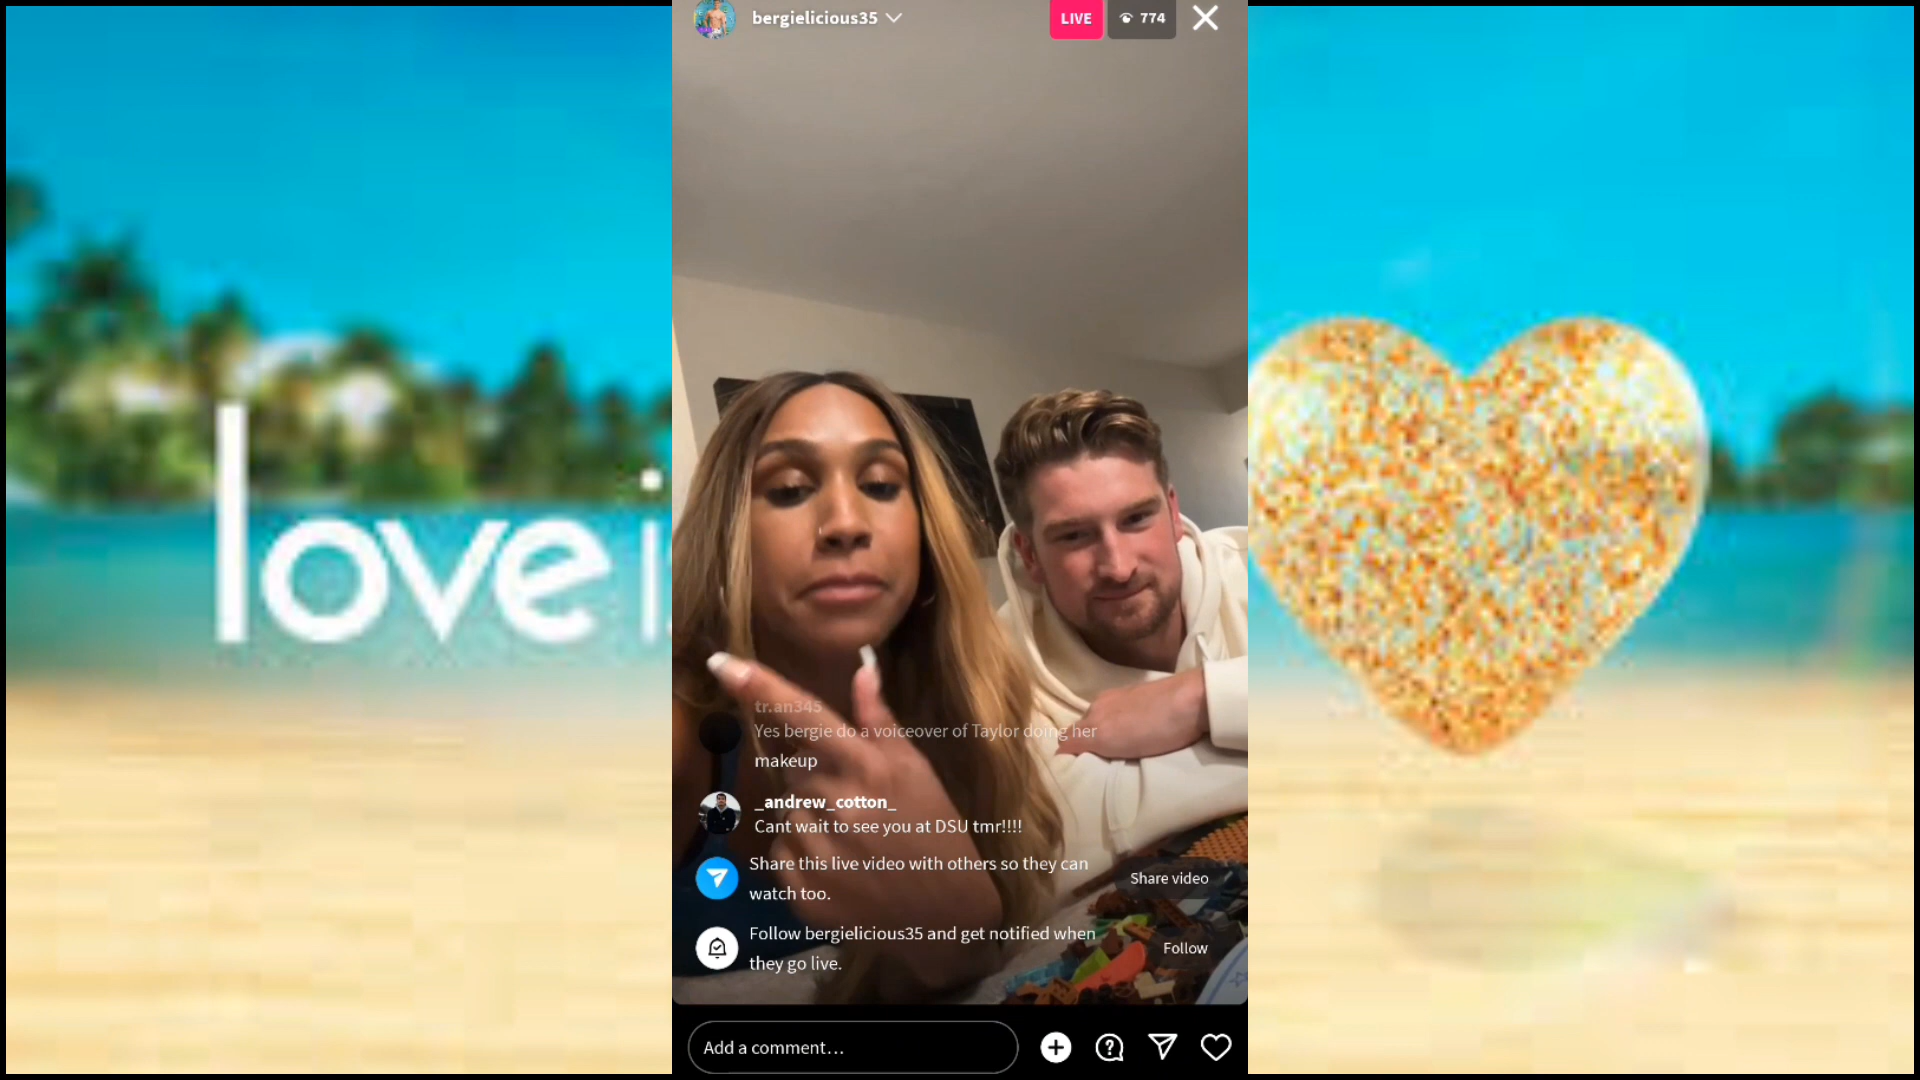 bergielicious35
LIVE
774
love is
tr.an345
Yes bergie do a voiceover of Taylor doing her
makeup
_andrew_cotton_
Cant wait to see you at DSU tmr!!!!
Share this live video with others so they can
watch too.
Share video
Follow bergielicious35 and get notified when
they go live.
Follow
Add a comment...